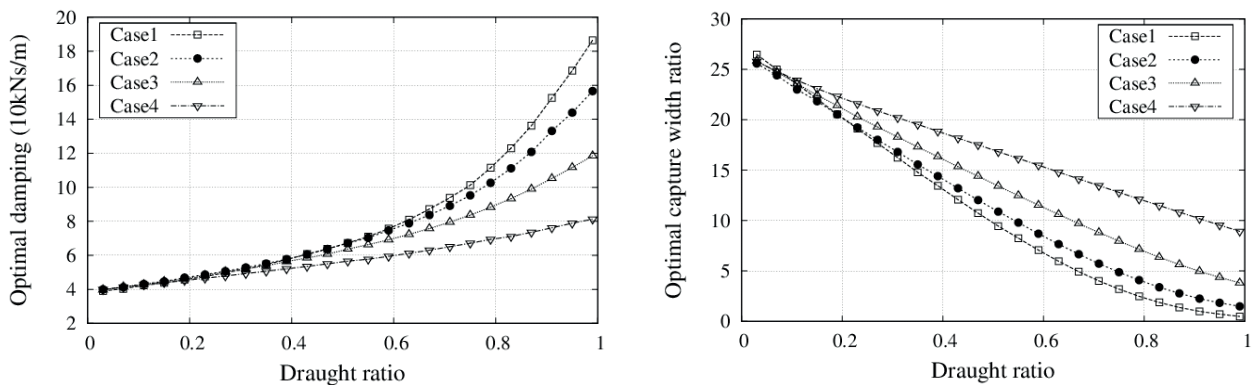 20
18
16
14
12
10
8
6
4
2
0
0.2
0.4
0.6
0.8
1
Optimal damping (10kNs/m)
Draught ratio
Case1
Case2
Case3
Case4
30
25
20
15
10
5
0
0
0.2
0.4
0.6
0.8
1
Optimal capture width ratio
Draught ratio
Case1
Case2
Case3
Case4